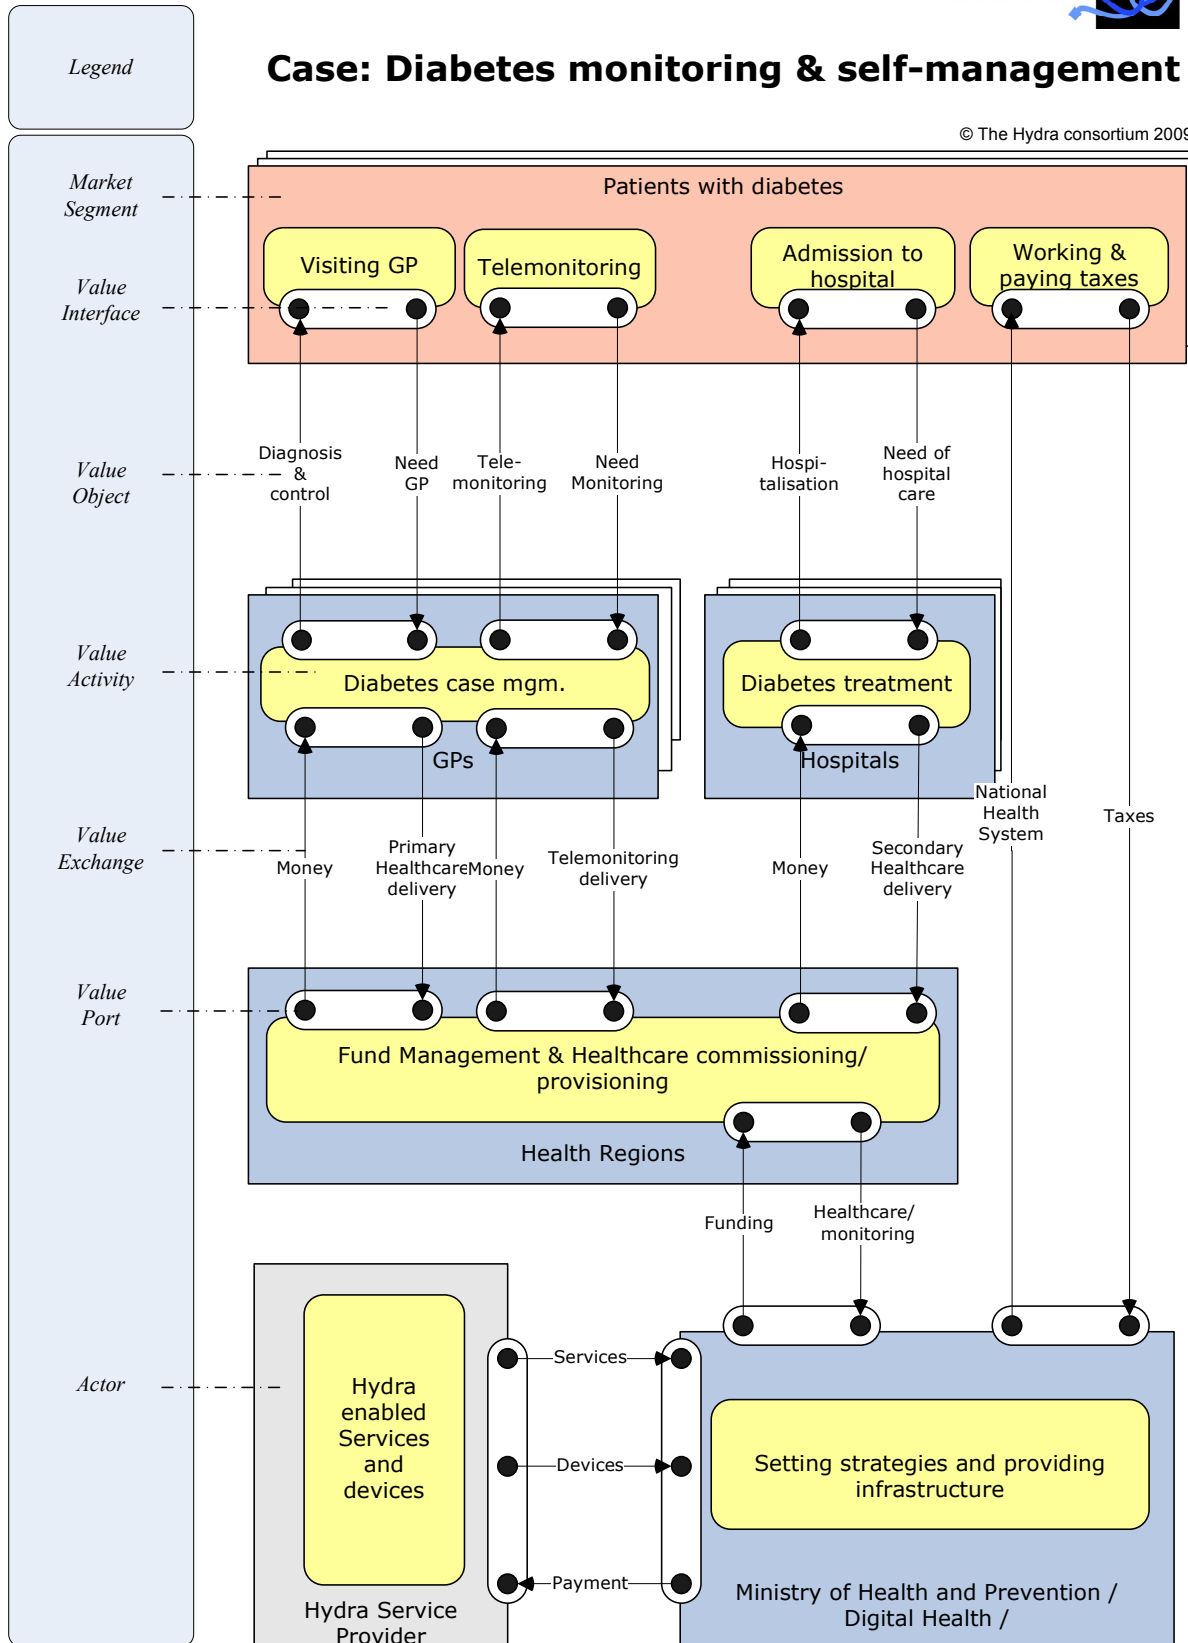 Legend
Case: Diabetes monitoring & self-management
© The Hydra consortium 2009
Market
Segment
Value
Interface
Value
Object
Value
Activity
Value
Exchange
Value
Port
Actor
Patients with diabetes
Visiting GP
Telemonitoring
Admission to
hospital
Working &
paying taxes
Diagnosis
&
control
Need
GP
Tele-
monitoring
Need
Monitoring
Hospi-
talisation
Need of
hospital
care
Diabetes case mgm.
GPs
Diabetes treatment
Hospitals
National
Health
System
Taxes
Money
Primary
Healthcare
delivery
Money
Telemonitoring
delivery
Money
Secondary
Healthcare
delivery
Fund Management & Healthcare commissioning/
provisioning
Health Regions
Funding
Healthcare/
monitoring
Hydra
enabled
Services
and
devices
Hydra Service
Provider
Services
Devices
Payment
Setting strategies and providing
infrastructure
Ministry of Health and Prevention /
Digital Health /